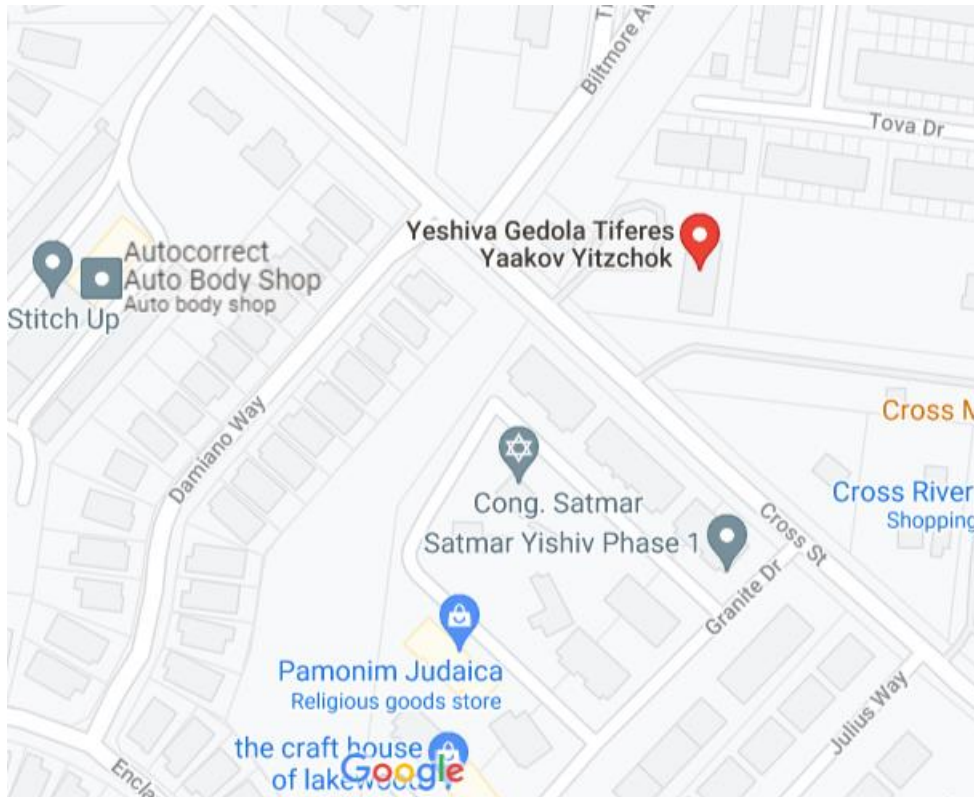 Biltmore A
Tova Dr
Yeshiva Gedola Tiferes
Yaakov Yitzchok
Autocorrect
Auto Body Shop
Auto body shop
Stitch Up
Damiano Way
Cross
Cross River
Shopping
Cong. Satmar
Satmar Yishiv Phase 1
Cross St
Granite Dr
Pamonim Judaica
Religious goods store
Julius Way
the craft house
of lakewood
Google
Encla